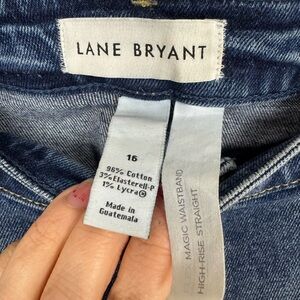 LANE BRYANT
16
96% Cotton
3% Elasterell-P
1% Lycra®
Made in
Guatemala
MAGIC WAISTBAND
HIGH-RISE STRAIGHT